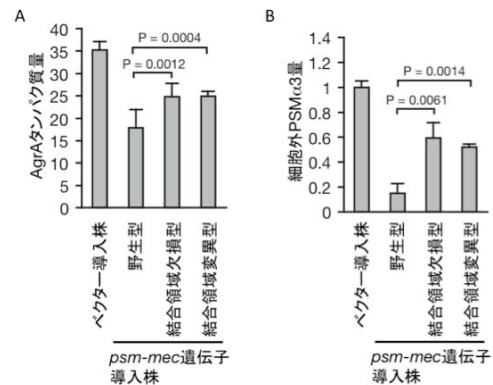 A
AgrAタンパク質量
40
35
30
25
20
15
10
5
0
P = 0.0004
P = 0.0012
ベクター導入株
野生型
結合領域欠損型
結合領域変異型
psm-mec遺伝子
導入株
B
細胞外PSMα3量
1.4
1.2
1
0.8
0.6
0.4
0.2
0
P = 0.0014
P = 0.0061
ベクター導入株
野生型
結合領域欠損型
結合領域変異型
psm-mec遺伝子
導入株